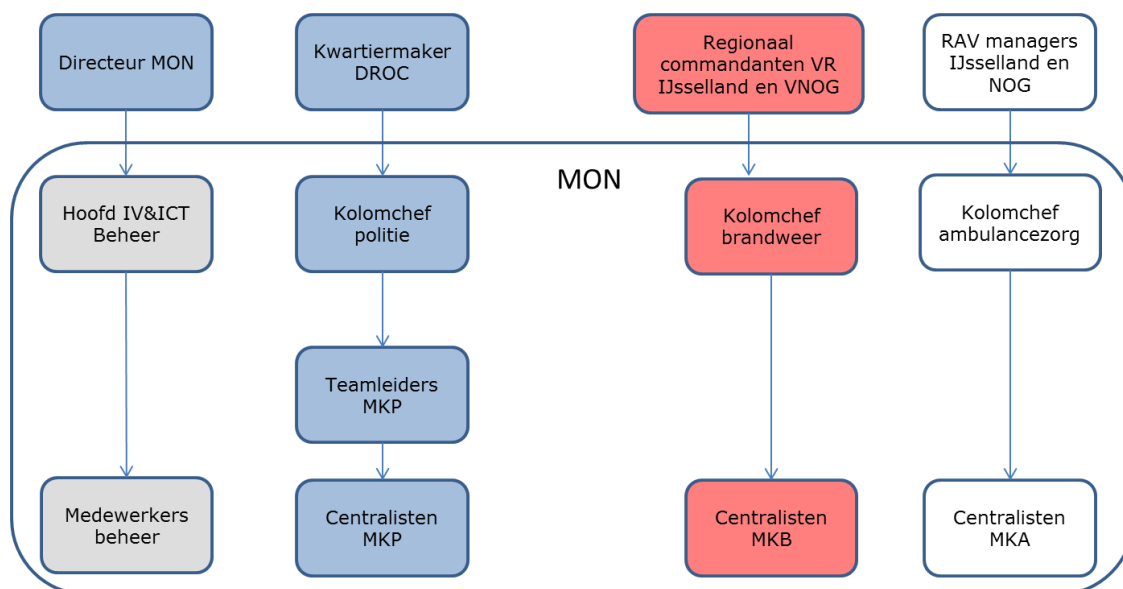 Directeur MON
Kwartiermaker
DROC
Regionaal
commandanten VR
IJsselland en VNOG
RAV managers
IJsselland en
NOG
MON
Hoofd IV&ICT
Beheer
Kolomchef
politie
Kolomchef
brandweer
Kolomchef
ambulancezorg
Teamleiders
MKP
Medewerkers
beheer
Centralisten
MKP
Centralisten
MKB
Centralisten
MKA